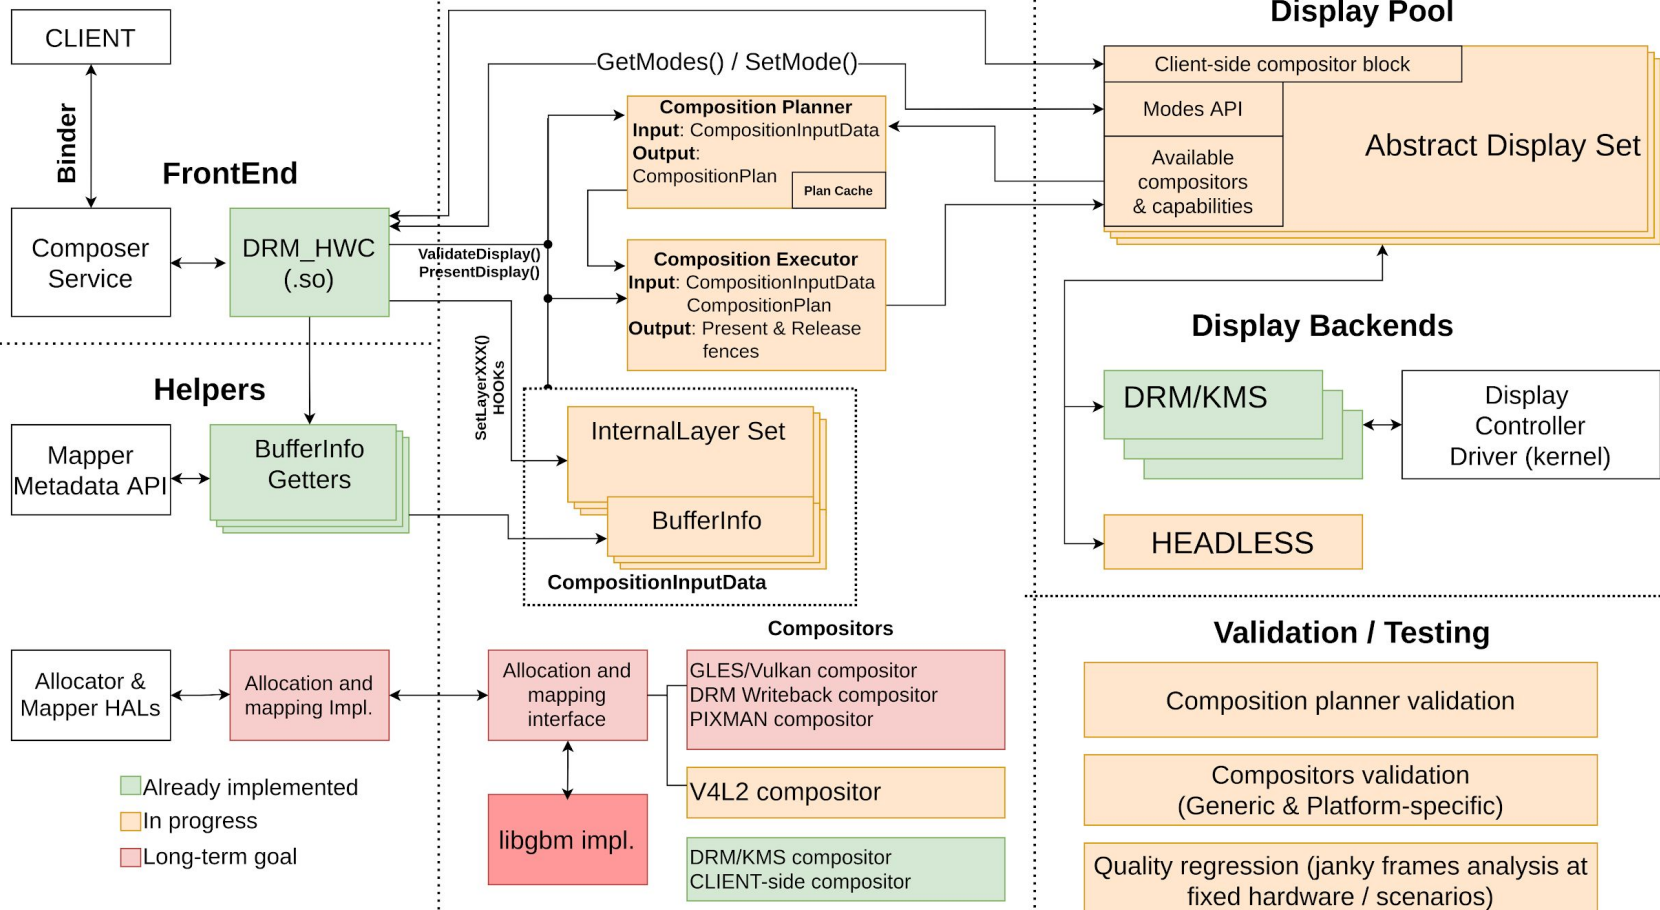 CLIENT
Binder
FrontEnd
Composer
Service
DRM_HWC
(.so)
Helpers
Mapper
Metadata API
BufferInfo
Getters
Allocator &
Mapper HALs
Allocation and
mapping Impl.
Already implemented
In progress
Long-term goal
GetModes() / SetMode()
Composition Planner
Input: CompositionInputData
Output:
CompositionPlan
Plan Cache
ValidateDisplay()
PresentDisplay()
Composition Executor
Input: CompositionInputData
CompositionPlan
Output: Present & Release
fences
SetLayerXXX()
HOOKs
InternalLayer Set
BufferInfo
CompositionInputData
Compositors
Allocation and
mapping
interface
GLES/Vulkan compositor
DRM Writeback compositor
PIXMAN compositor
V4L2 compositor
libgbm impl.
DRM/KMS compositor
CLIENT-side compositor
Display Pool
Client-side compositor block
Modes API
Available
compositors
& capabilities
Abstract Display Set
Display Backends
DRM/KMS
Display
Controller
Driver (kernel)
HEADLESS
Validation / Testing
Composition planner validation
Compositors validation
(Generic & Platform-specific)
Quality regression (janky frames analysis at
fixed hardware / scenarios)